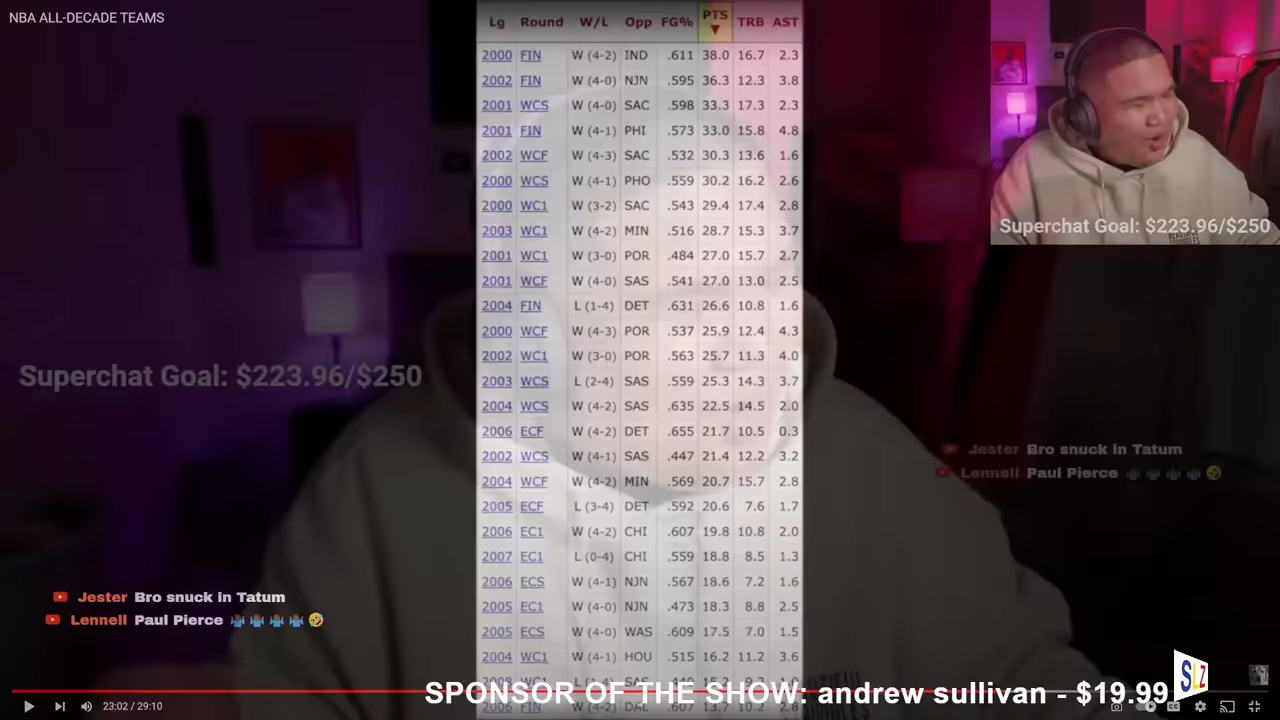 NBA ALL-DECADE TEAMS
Lg Round W/L Opp FG% PTS ▼ TRB AST
2000 FIN W (4-2) IND .611 38.0 16.7 2.3
2002 FIN W (4-0) NJN .595 36.3 12.3 3.8
2001 WCS W (4-0) SAC .598 33.3 17.3 2.3
2001 FIN W (4-1) PHI .573 33.0 15.8 4.8
2002 WCF W (4-3) SAC .532 30.3 13.6 1.6
2000 WCS W (4-1) PHO .559 30.2 16.2 2.6
2000 WC1 W (3-2) SAC .543 29.4 17.4 2.8
2003 WC1 W (4-2) MIN .516 28.7 15.3 3.7
2001 WC1 W (3-0) POR .484 27.0 15.7 2.7
2001 WCF W (4-0) SAS .541 27.0 13.0 2.5
2004 FIN L (1-4) DET .631 26.6 10.8 1.6
2000 WCF W (4-3) POR .537 25.9 12.4 4.3
2002 WC1 W (3-0) POR .563 25.7 11.3 4.0
2003 WCS L (2-4) SAS .559 25.3 14.3 3.7
2004 WCS W (4-2) SAS .635 22.5 14.5 2.0
2006 ECF W (4-2) DET .655 21.7 10.5 0.3
2002 WCS W (4-1) SAS .447 21.4 12.2 3.2
2004 WCF W (4-2) MIN .569 20.7 15.7 2.8
2005 ECF L (3-4) DET .592 20.6 7.6 1.7
2006 EC1 W (4-2) CHI .607 19.8 10.8 2.0
2007 EC1 L (0-4) CHI .559 18.8 8.5 1.3
2006 ECS W (4-1) NJN .567 18.6 7.2 1.6
2005 EC1 W (4-0) NJN .473 18.3 8.8 2.5
2005 ECS W (4-0) WAS .609 17.5 7.0 1.5
2004 WC1 W (4-1) HOU .515 16.2 11.2 3.6
2006 FIN W (4-2) DAL .607 13.7 10.2 2.8
Superchat Goal: $223.96/$250
Superchat Goal: $223.96/$250
Jester Bro snuck in Tatum
Lennell Paul Pierce 🤣
Jester Bro snuck in Tatum
Lennell Paul Pierce 🤣
SPONSOR OF THE SHOW: andrew sullivan - $19.99
SLZ
23:02 / 29:10